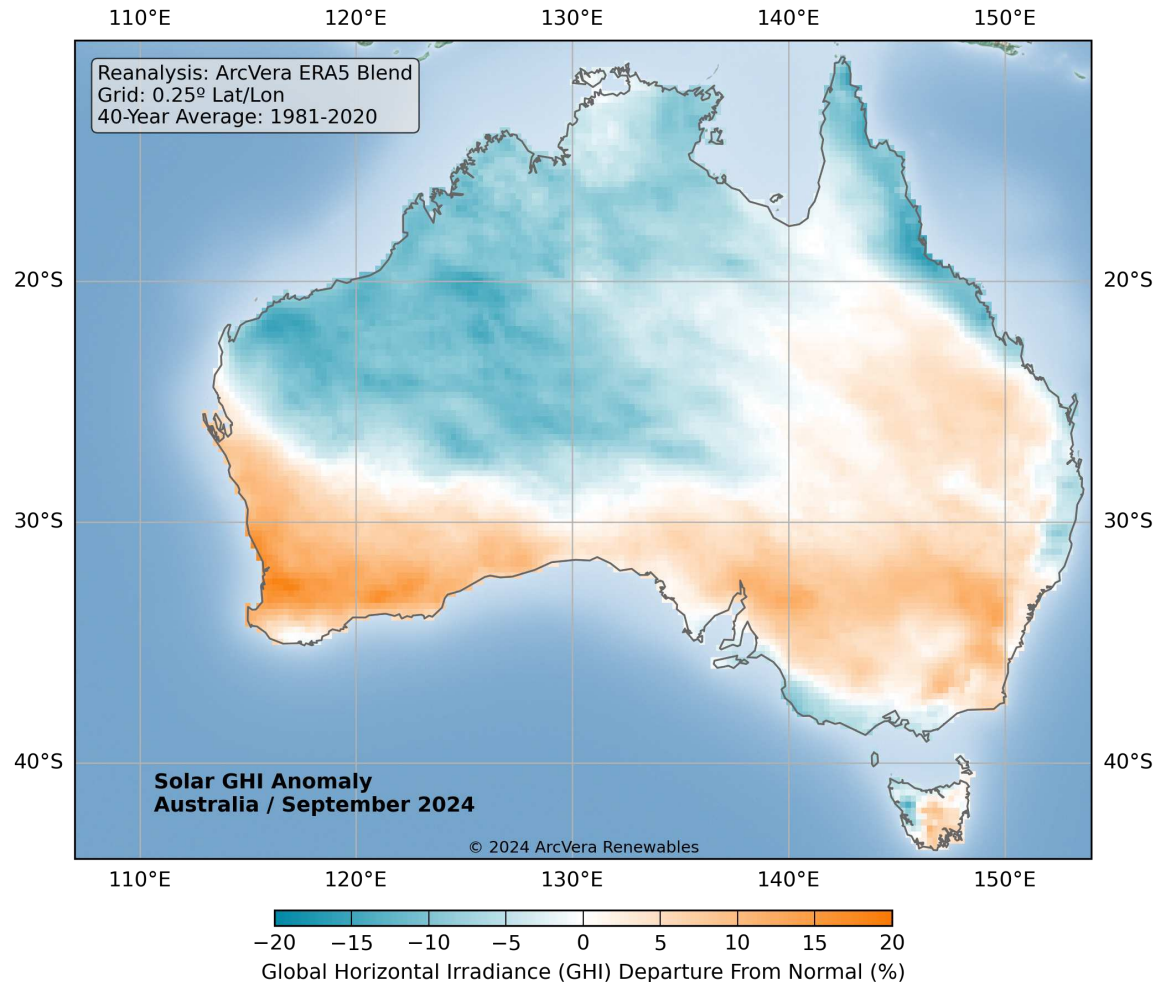 110°E 120°E 130°E 140°E 150°E
Reanalysis: ArcVera ERA5 Blend
Grid: 0.25º Lat/Lon
40-Year Average: 1981-2020
20°S 20°S
30°S 30°S
40°S 40°S
Solar GHI Anomaly
Australia / September 2024
© 2024 ArcVera Renewables
110°E 120°E 130°E 140°E 150°E
−20 −15 −10 −5 0 5 10 15 20
Global Horizontal Irradiance (GHI) Departure From Normal (%)